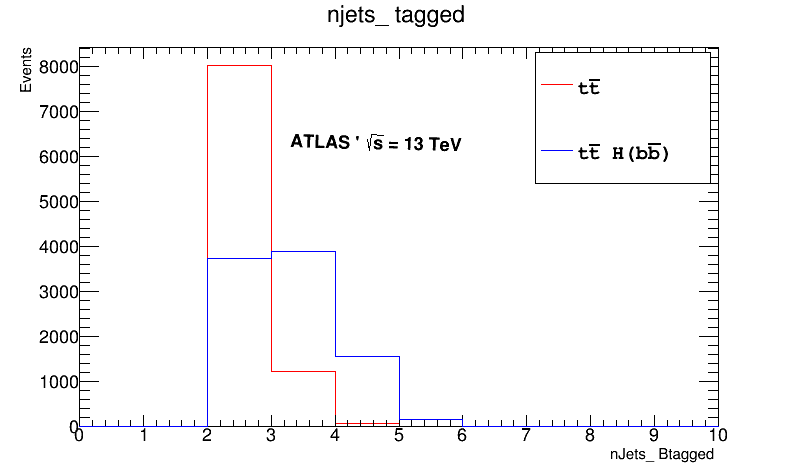 njets_ tagged
Events
8000
7000
6000
5000
4000
3000
2000
1000
0
tt̅
tt̅ H(bb̅)
ATLAS ' √s = 13 TeV
0 1 2 3 4 5 6 7 8 9 10
nJets_ Btagged